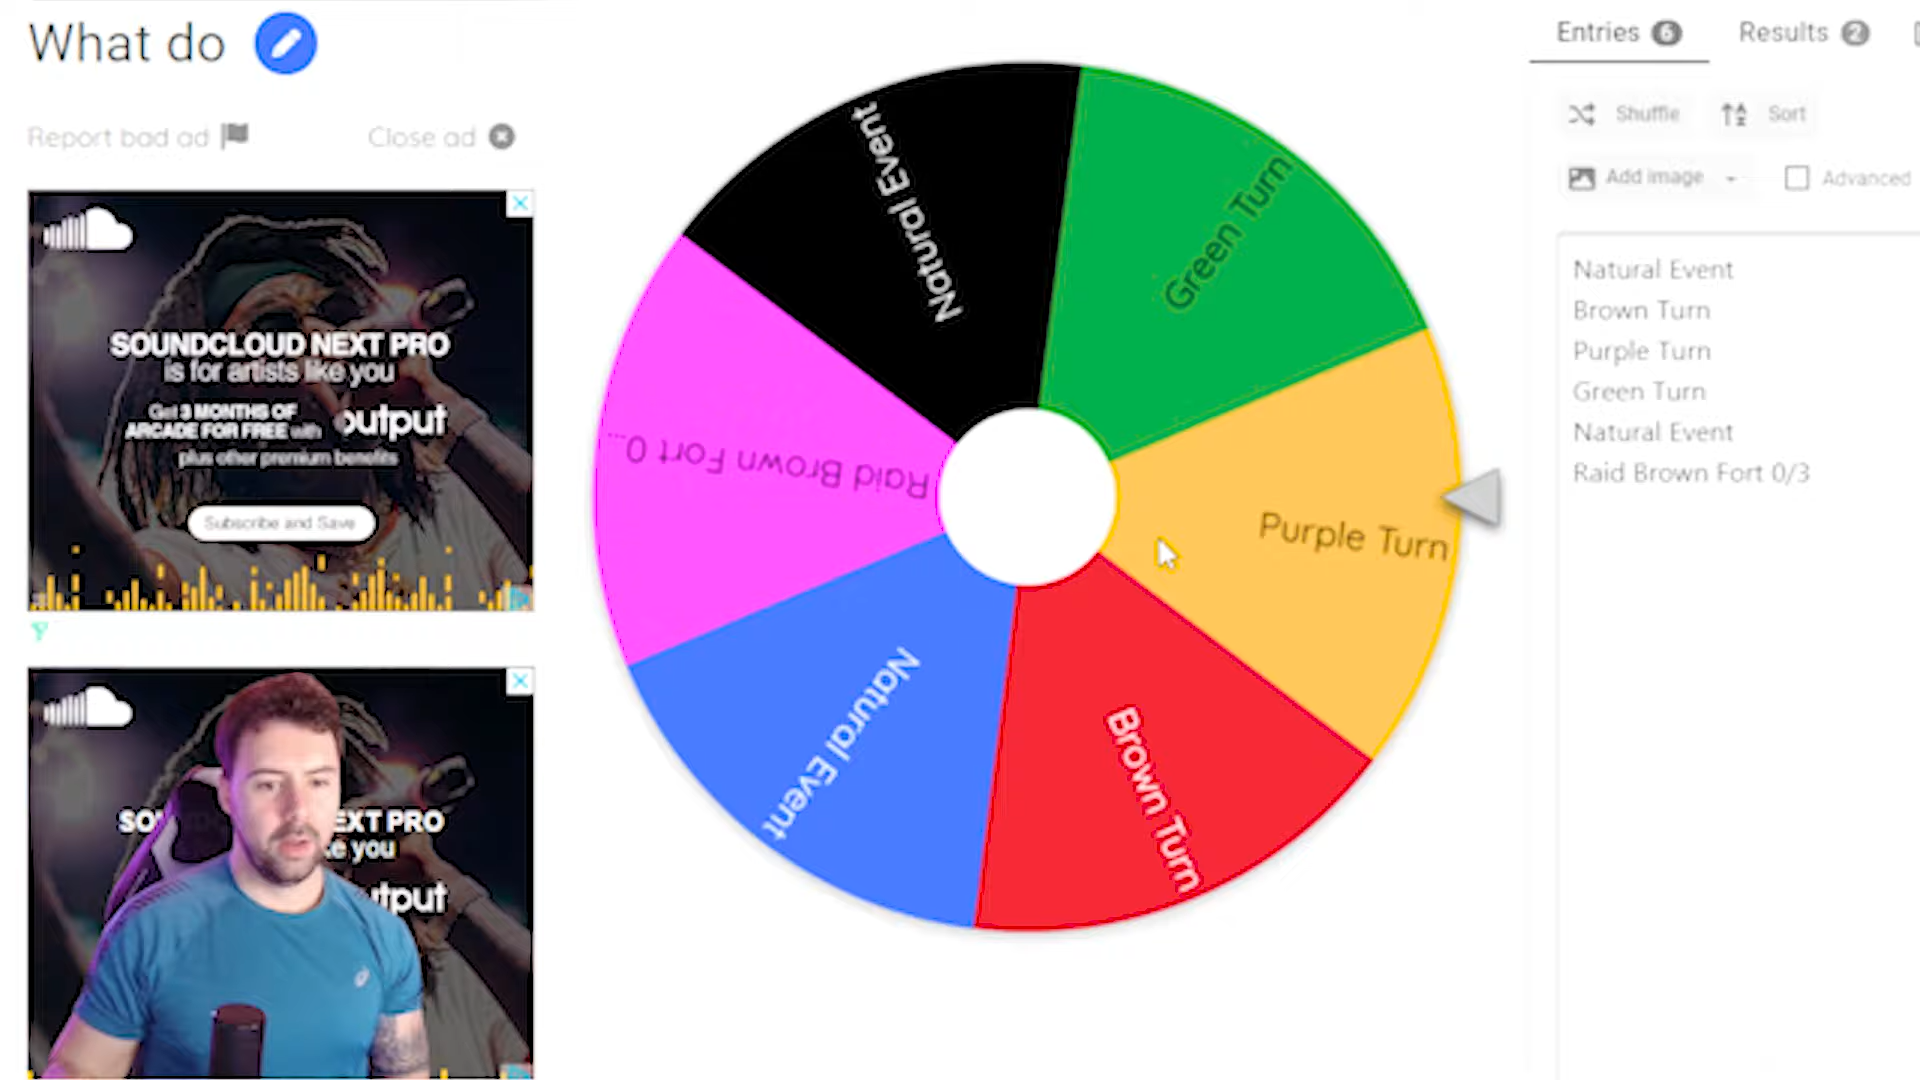 What do
Report bad ad
Close ad
SOUNDCLOUD NEXT PRO
is for artists like you
Get 3 MONTHS OF
ARCADE FOR FREE with
output
plus other premium benefits
Subscribe and Save
EXT PRO
you
Natural Event
Green Turn
Purple Turn
Brown Turn
Natural Event
Raid Brown Fort 0...
Entries 6
Results 2
Shuffle
Sort
Add image
Advanced
Natural Event
Brown Turn
Purple Turn
Green Turn
Natural Event
Raid Brown Fort 0/3